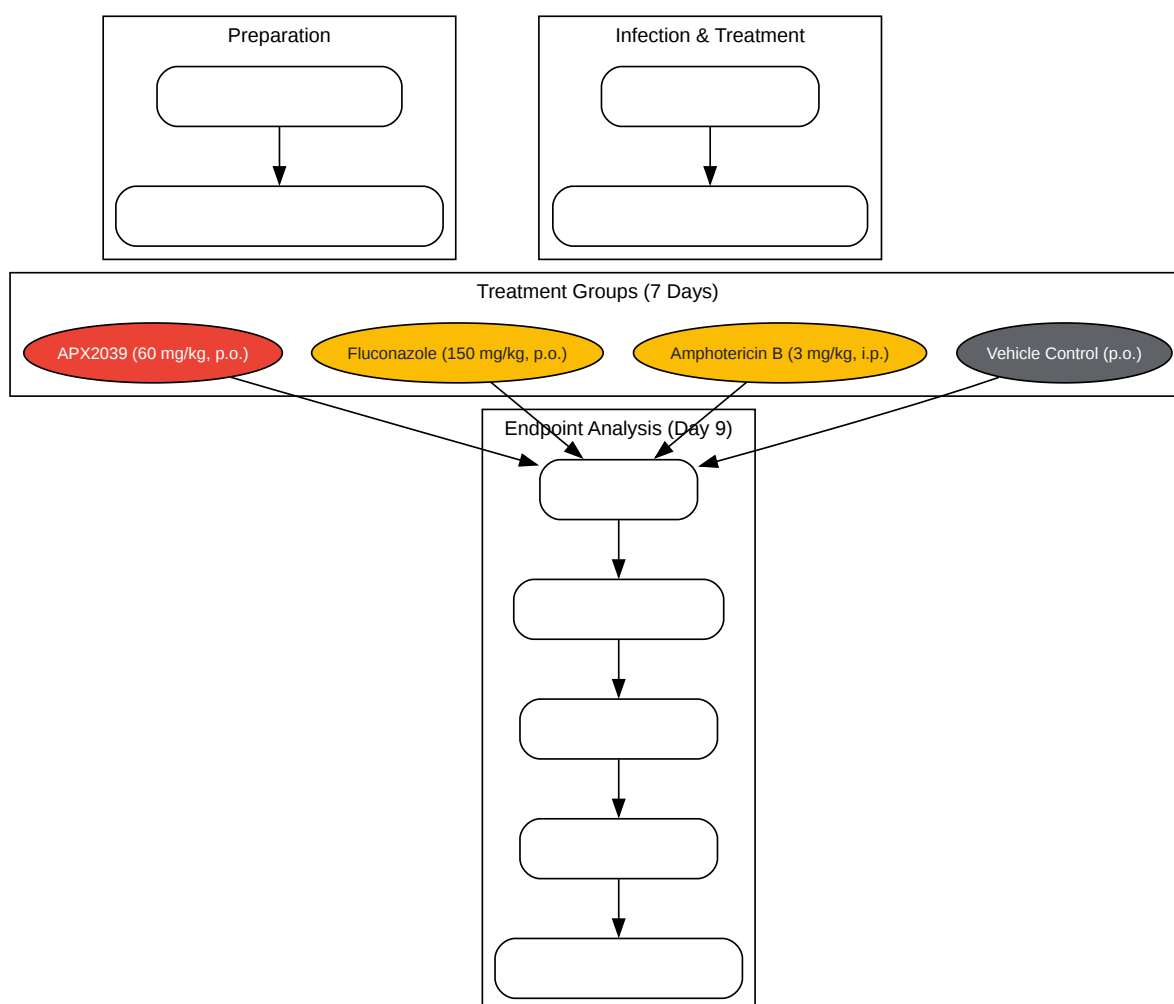 Preparation
Infection & Treatment
Treatment Groups (7 Days)
APX2039 (60 mg/kg, p.o.)
Fluconazole (150 mg/kg, p.o.)
Amphotericin B (3 mg/kg, i.p.)
Vehicle Control (p.o.)
Endpoint Analysis (Day 9)